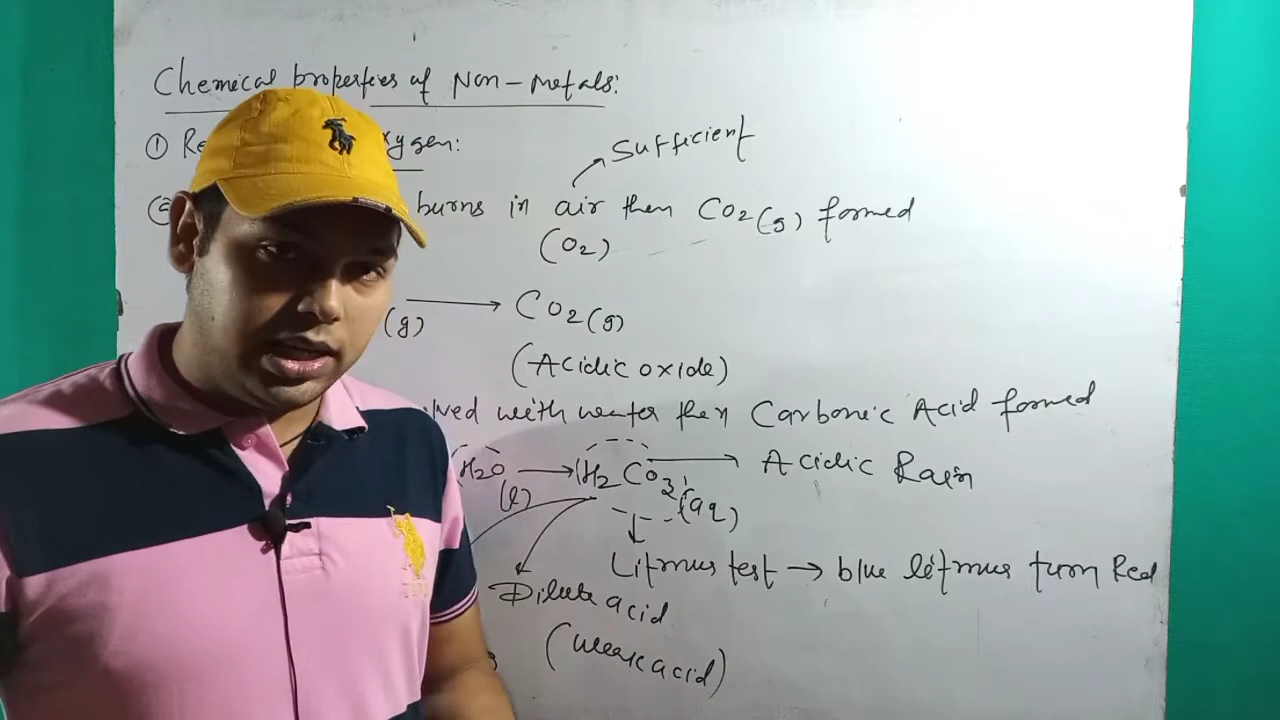 Chemical properties of Non-Metals:
① Re xygen:
Sufficient
burns in air then CO2(g) formed
(O2)
(g) → CO2(g)
(Acidic oxide)
lved with water then Carbonic Acid formed
H2O(l) → H2CO3(aq) → Acidic Rain
Litmus test → blue litmus turn Red
Dilute acid
(weak acid)